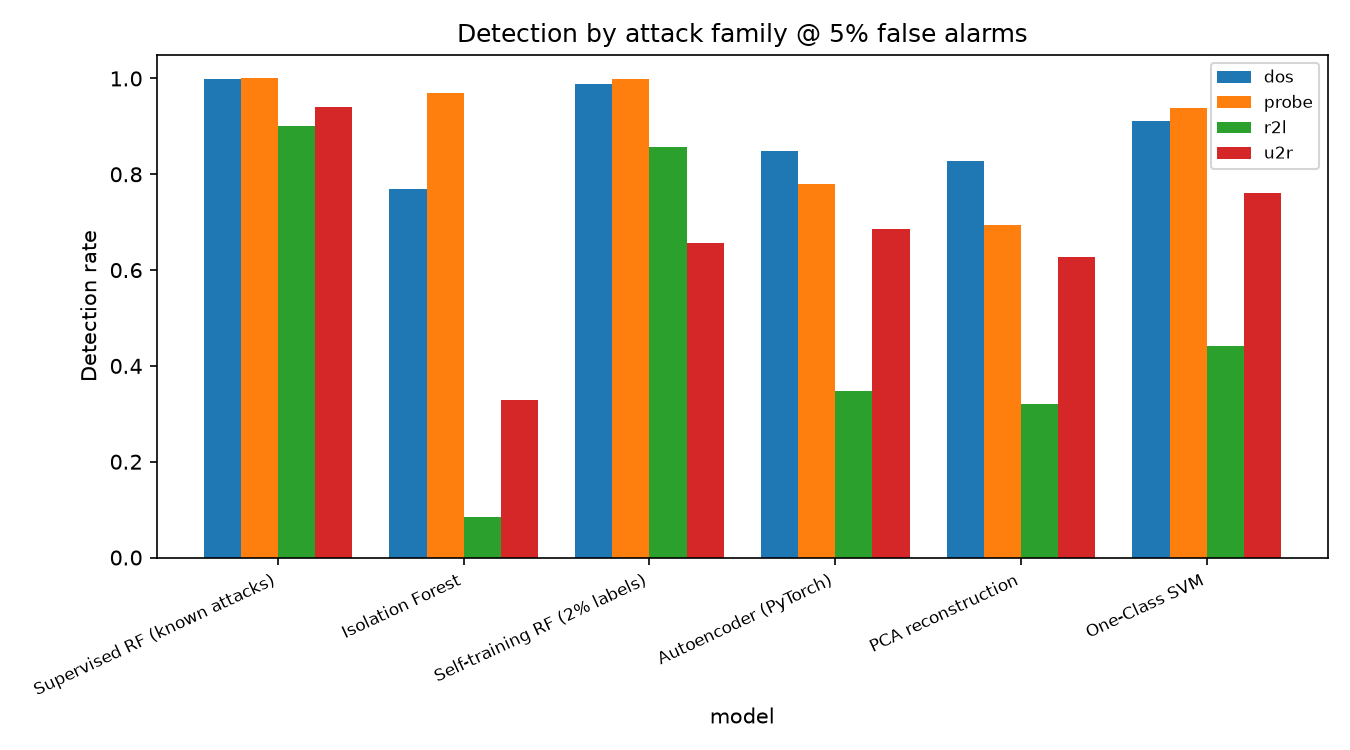 Detection by attack family @ 5% false alarms
dos
probe
r2l
u2r
Detection rate
1.0
0.8
0.6
0.4
0.2
0.0
Supervised RF (known attacks)
Isolation Forest
Self-training RF (2% labels)
Autoencoder (PyTorch)
PCA reconstruction
One-Class SVM
model